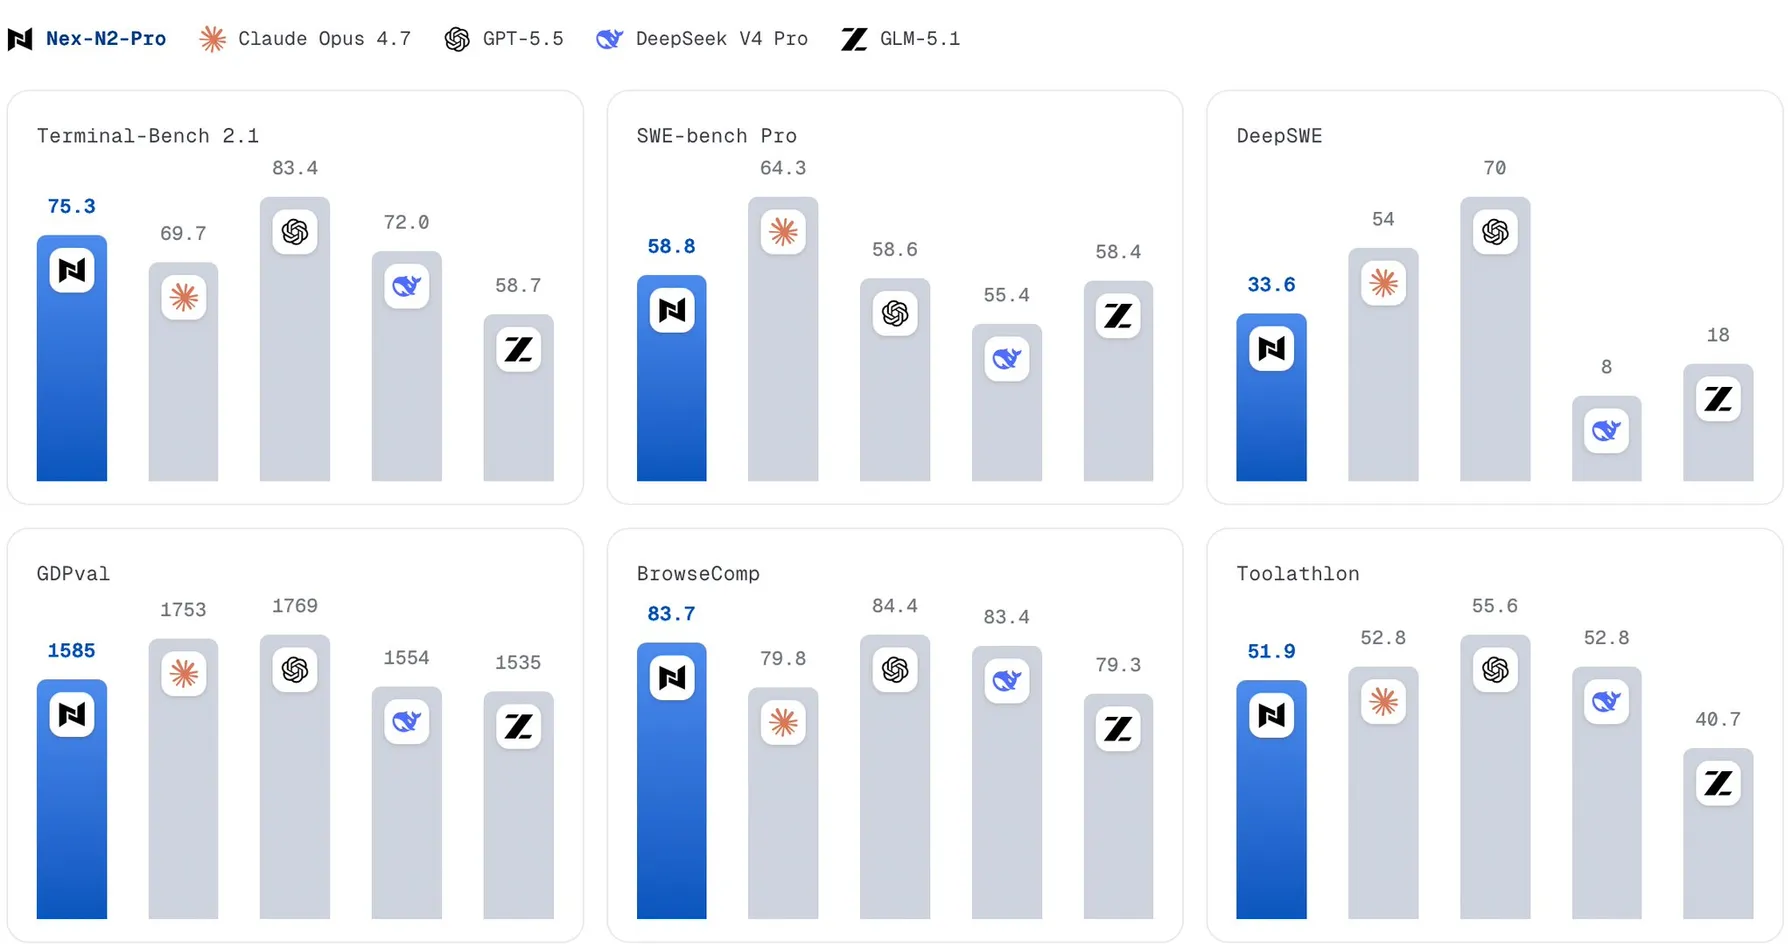 Nex-N2-Pro Claude Opus 4.7 GPT-5.5 DeepSeek V4 Pro GLM-5.1
Terminal-Bench 2.1
75.3 69.7 83.4 72.0 58.7
SWE-bench Pro
58.8 64.3 58.6 55.4 58.4
DeepSWE
33.6 54 70 8 18
GDPval
1585 1753 1769 1554 1535
BrowseComp
83.7 79.8 84.4 83.4 79.3
Toolathlon
51.9 52.8 55.6 52.8 40.7